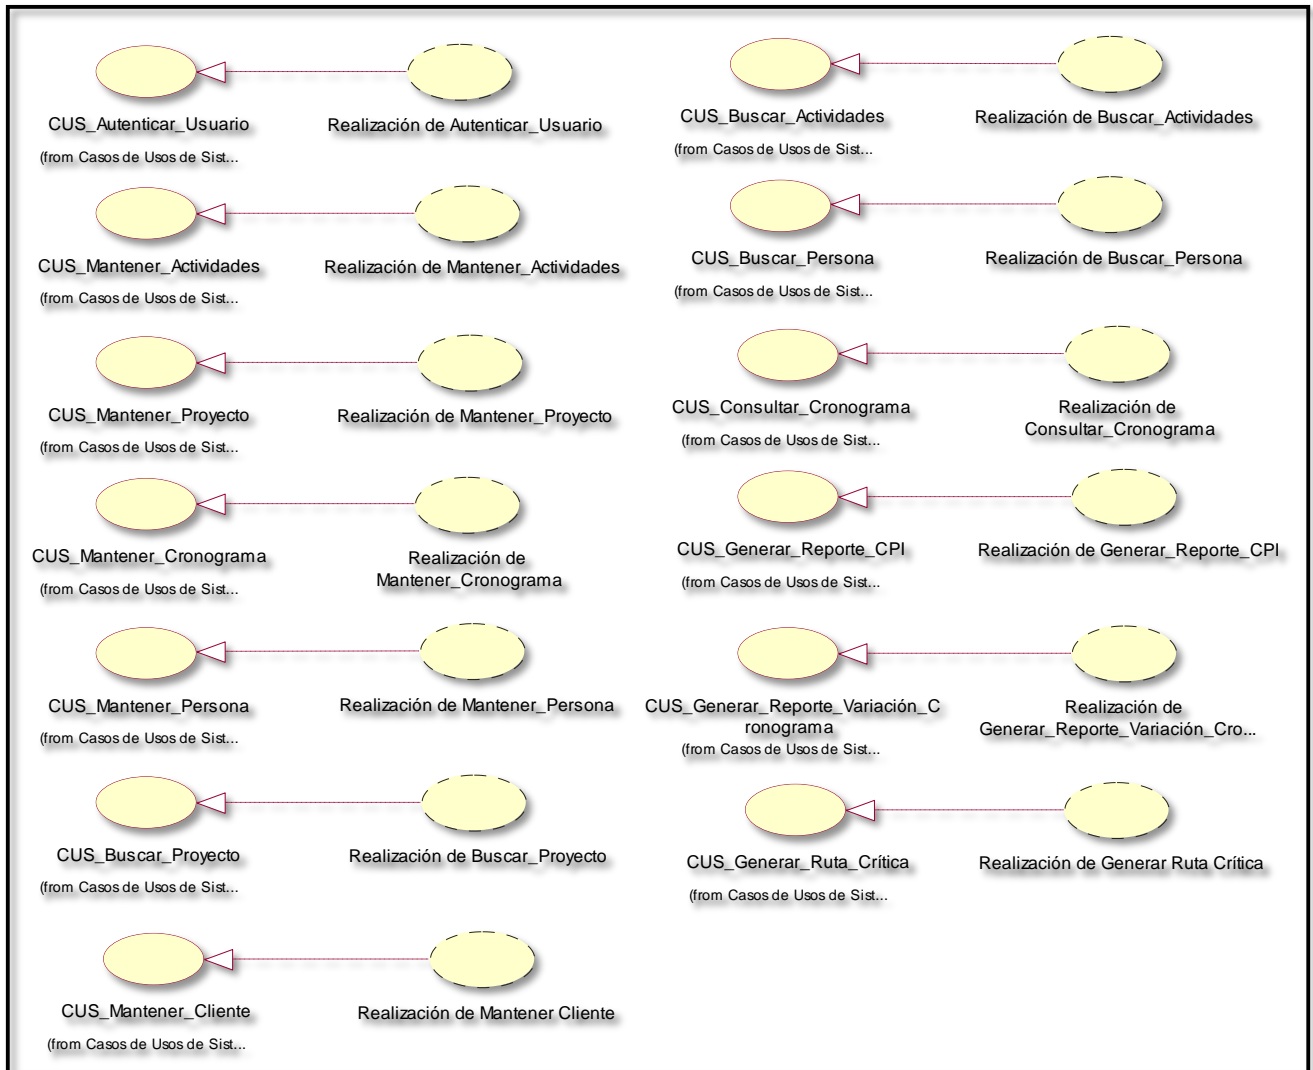 CUS_Autenticar_Usuario
(from Casos de Usos de Sist...
Realización de Autenticar_Usuario
CUS_Buscar_Actividades
(from Casos de Usos de Sist...
Realización de Buscar_Actividades
CUS_Mantener_Actividades
(from Casos de Usos de Sist...
Realización de Mantener_Actividades
CUS_Buscar_Persona
(from Casos de Usos de Sist...
Realización de Buscar_Persona
CUS_Mantener_Proyecto
(from Casos de Usos de Sist...
Realización de Mantener_Proyecto
CUS_Consultar_Cronograma
(from Casos de Usos de Sist...
Realización de
Consultar_Cronograma
CUS_Mantener_Cronograma
(from Casos de Usos de Sist...
Realización de
Mantener_Cronograma
CUS_Generar_Reporte_CPI
(from Casos de Usos de Sist...
Realización de Generar_Reporte_CPI
CUS_Mantener_Persona
(from Casos de Usos de Sist...
Realización de Mantener_Persona
CUS_Generar_Reporte_Variación_C
ronograma
(from Casos de Usos de Sist...
Realización de
Generar_Reporte_Variación_Cro...
CUS_Buscar_Proyecto
(from Casos de Usos de Sist...
Realización de Buscar_Proyecto
CUS_Generar_Ruta_Crítica
(from Casos de Usos de Sist...
Realización de Generar Ruta Crítica
CUS_Mantener_Cliente
(from Casos de Usos de Sist...
Realización de Mantener Cliente